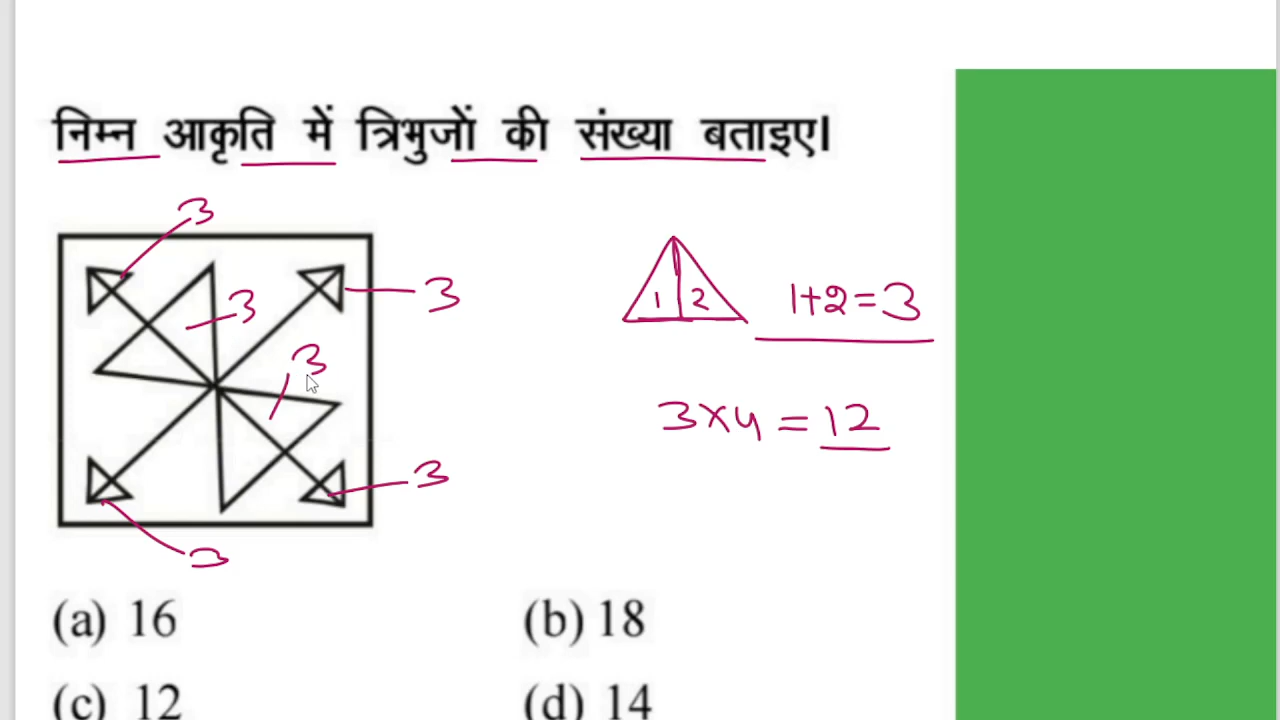 निम्न आकृति में त्रिभुजों की संख्या बताइए।
3
3
3
3
3
3
1 2
1+2=3
3×4 = 12
(a) 16 (b) 18
(c) 12 (d) 14